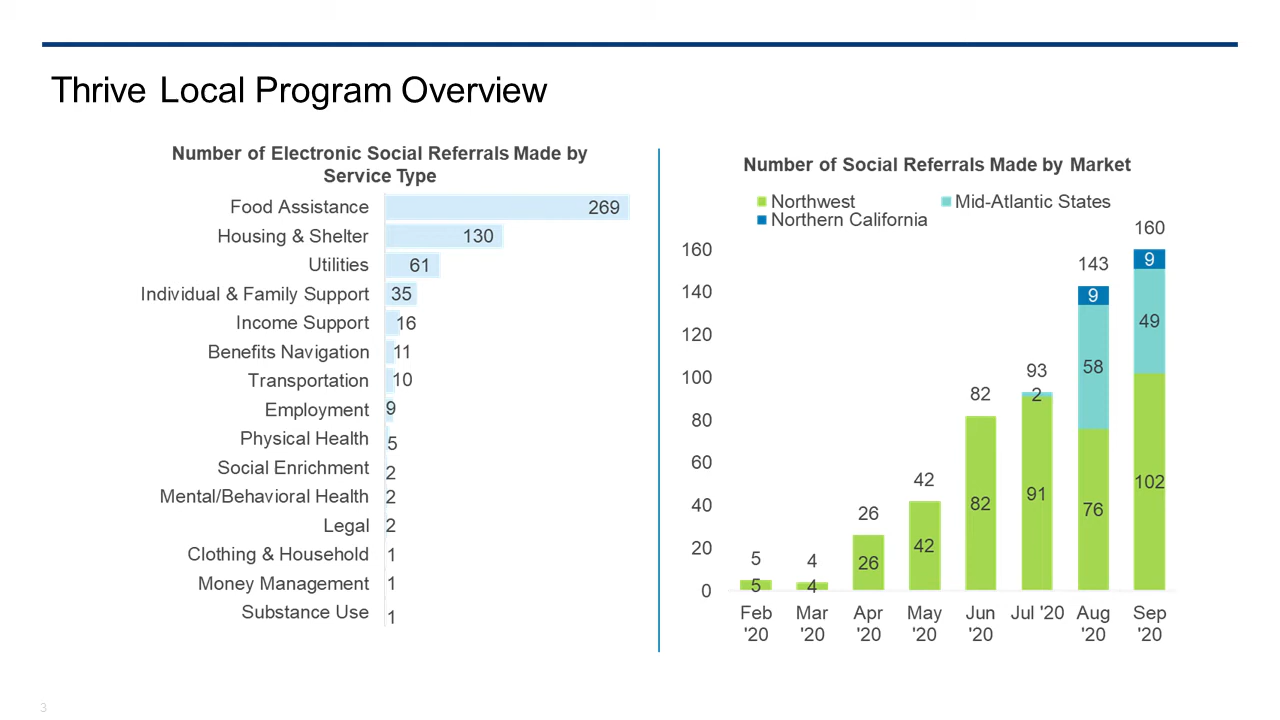 Thrive Local Program Overview
Number of Electronic Social Referrals Made by
Service Type
Food Assistance 269
Housing & Shelter 130
Utilities 61
Individual & Family Support 35
Income Support 16
Benefits Navigation 11
Transportation 10
Employment 9
Physical Health 5
Social Enrichment 2
Mental/Behavioral Health 2
Legal 2
Clothing & Household 1
Money Management 1
Substance Use 1
Number of Social Referrals Made by Market
Northwest Mid-Atlantic States
Northern California
160
140
120
100
80
60
40
20
0
5
5
4
4
26
26
42
42
82
82
93
2
91
143
9
58
76
160
9
49
102
Feb Mar Apr May Jun Jul '20 Aug Sep
'20 '20 '20 '20 '20 '20 '20
3